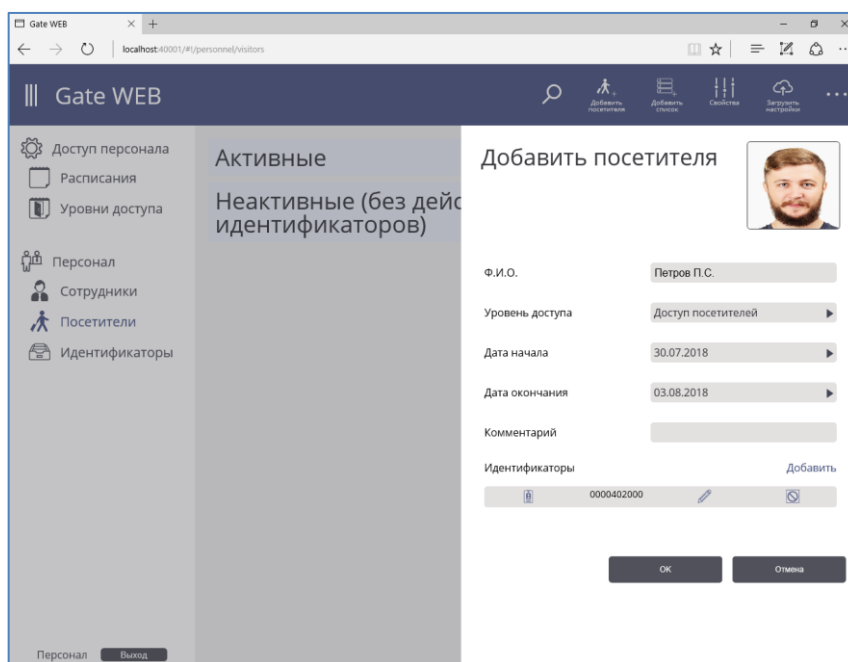 Gate WEB
localhost:40001/#!/personnel/visitors
Gate WEB
Добавить
посетителя
Добавить
список
Свойства
Загрузить
настройки
Доступ персонала
Расписания
Уровни доступа
Персонал
Сотрудники
Посетители
Идентификаторы
Персонал
Выход
Активные
Неактивные (без дейс
идентификаторов)
Добавить посетителя
Ф.И.О.
Петров П.С.
Уровень доступа
Доступ посетителей
Дата начала
30.07.2018
Дата окончания
03.08.2018
Комментарий
Идентификаторы
Добавить
0000402000
ОК
Отмена